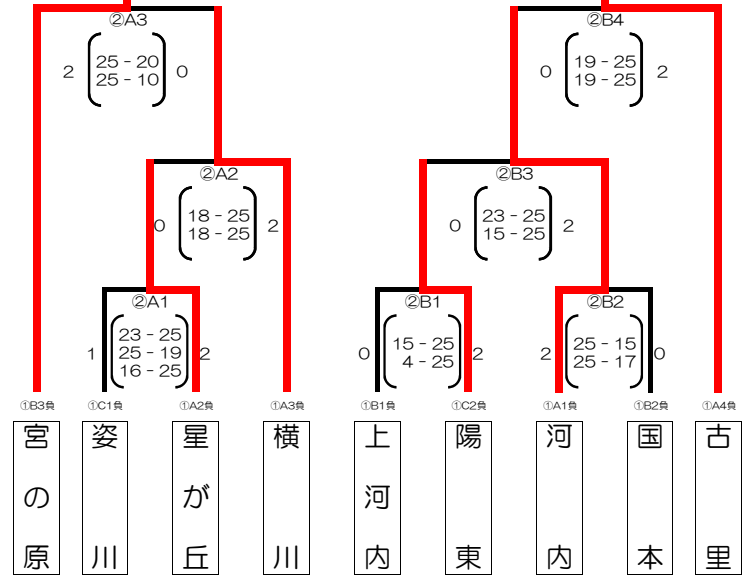 ②A3
②B4
2
25 - 20
25 - 10
0
0
19 - 25
19 - 25
2
②A2
②B3
0
18 - 25
18 - 25
2
0
23 - 25
15 - 25
2
②A1
②B1
②B2
1
23 - 25
25 - 19
16 - 25
2
0
15 - 25
4 - 25
2
2
25 - 15
25 - 17
0
①B3負
①C1負
①A2負
①A3負
①B1負
①C2負
①A1負
①B2負
①A4負
宮の原
姿川
星が丘
横川
上河内
陽東
河内
国本
古里